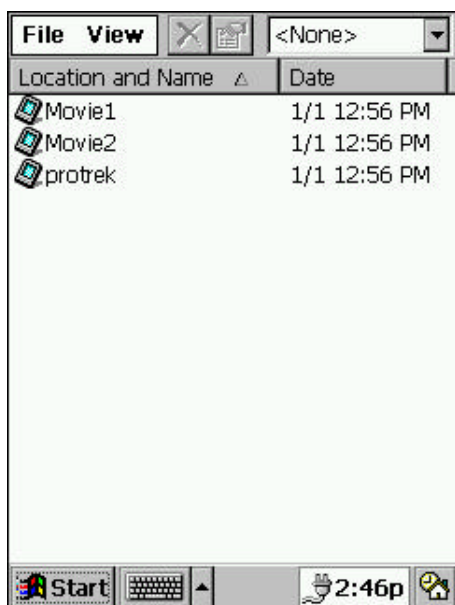 File View <None>
Location and Name Date
Movie1 1/1 12:56 PM
Movie2 1/1 12:56 PM
protrek 1/1 12:56 PM
Start 2:46p